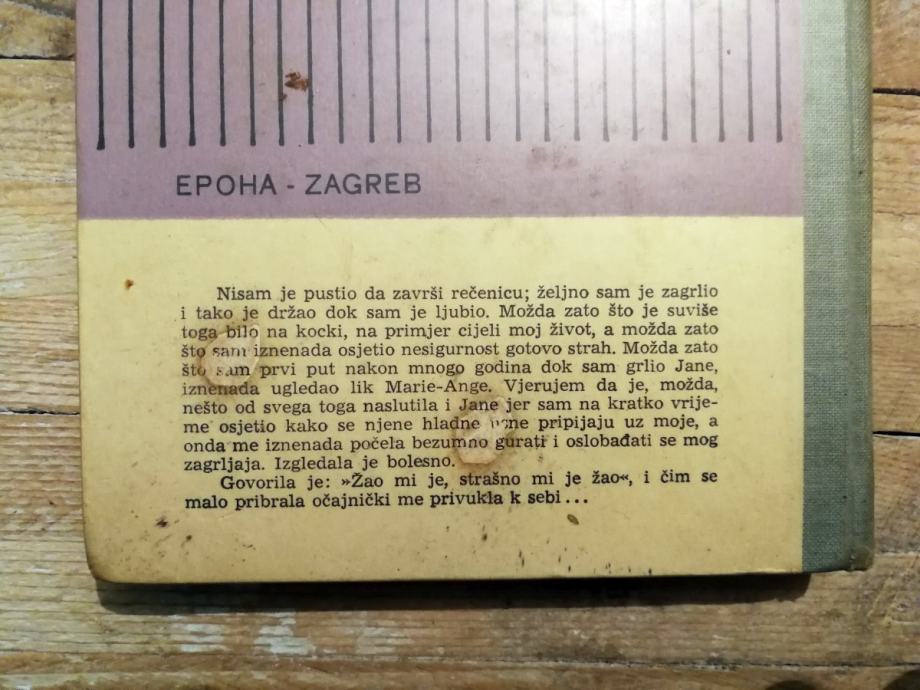 EPOHA - ZAGREB
Nisam je pustio da završi rečenicu; željno sam je zagrlio
i tako je držao dok sam je ljubio. Možda zato što je suviše
toga bilo na kocki, na primjer cijeli moj život, a možda zato
što sam iznenada osjetio nesigurnost gotovo strah. Možda zato
što sam prvi put nakon mnogo godina dok sam grlio Jane,
iznenada ugledao lik Marie-Ange. Vjerujem da je, možda,
nešto od svega toga naslutila i Jane jer sam na kratko vrije-
me osjetio kako se njene hladne usne pripijaju uz moje, a
onda me iznenada počela bezumno gurati i oslobađati se mog
zagrljaja. Izgledala je bolesno.
Govorila je: »Žao mi je, strašno mi je žao«, i čim se
malo pribrala očajnički me privukla k sebi...